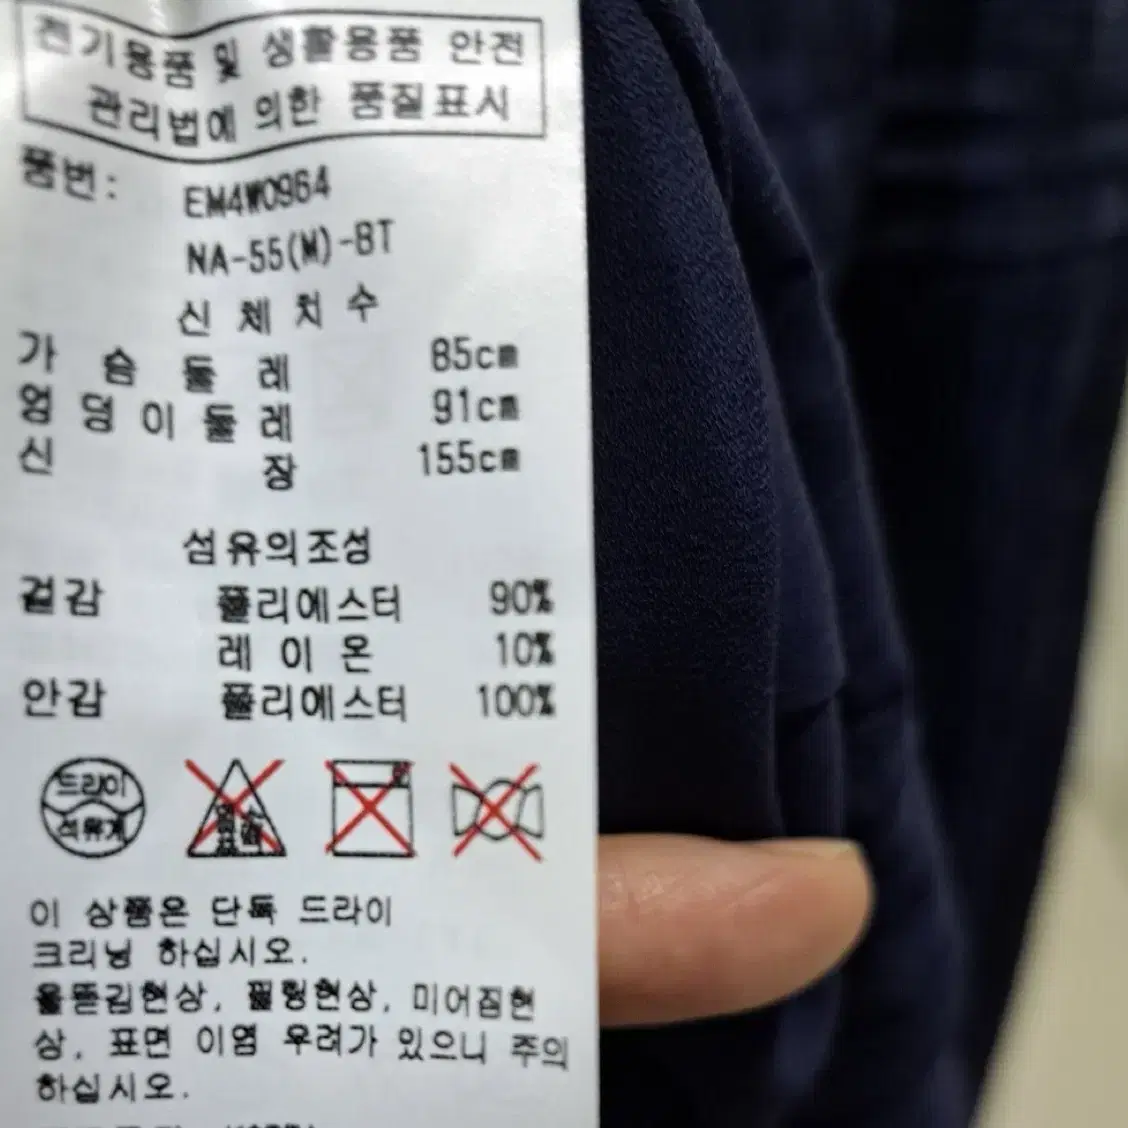 전기용품 및 생활용품 안전
관리법에 의한 품질표시
품번: EM4W0964
NA-55(M)-BT
신체치수
가슴둘레 85cm
엉덩이둘레 91cm
신장 155cm
섬유의조성
겉감 폴리에스터 90%
레이온 10%
안감 폴리에스터 100%
드라이
석유계
염소
표백
이 상품은 단독 드라이
크리닝 하십시오.
올뜯김현상, 필링현상, 미어짐현
상, 표면 이염 우려가 있으니 주의
하십시오.